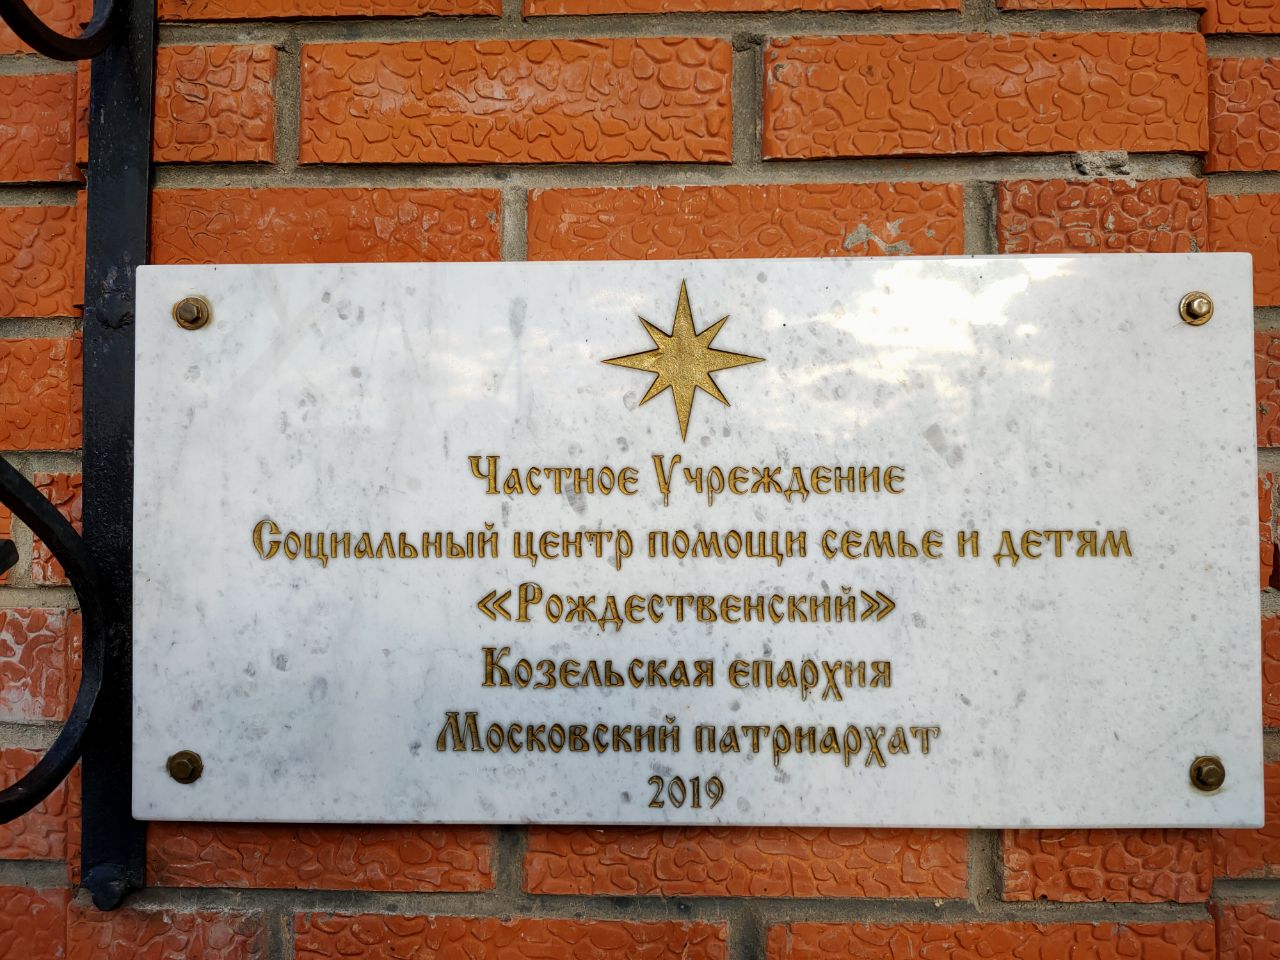 Частное Учреждение
Социальный центр помощи семье и детям
«Рождественский»
Козельская епархия
Московский патриархат
2019